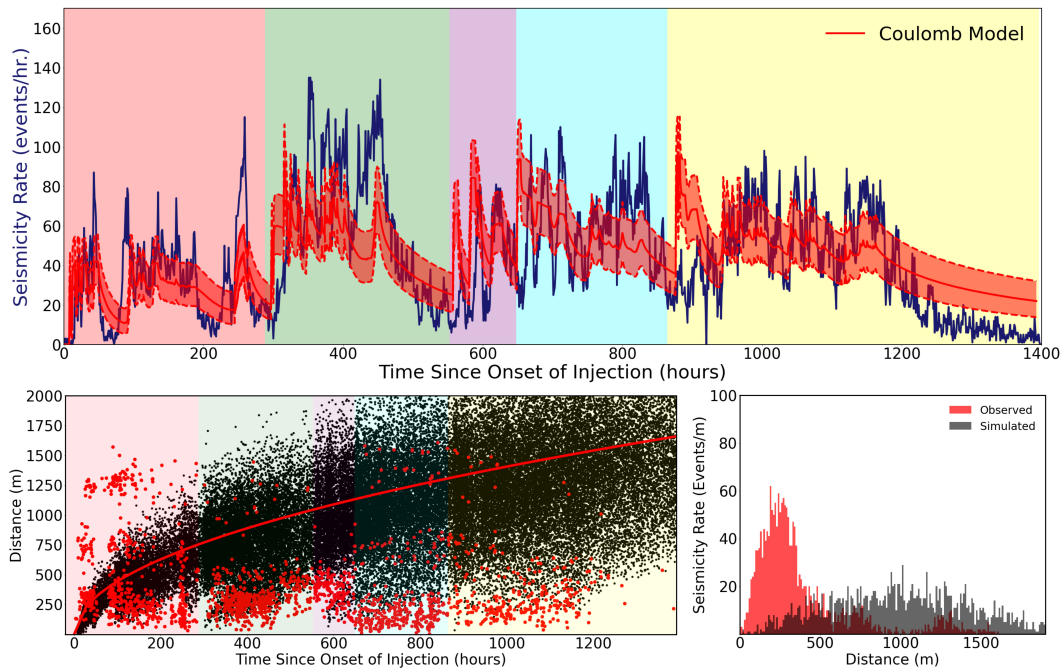 160
140
120
100
80
60
40
20
0
Seismicity Rate (events/hr.)
Coulomb Model
0 200 400 600 800 1000 1200 1400
Time Since Onset of Injection (hours)
2000
1750
1500
1250
1000
750
500
250
Distance (m)
0 200 400 600 800 1000 1200
Time Since Onset of Injection (hours)
100
80
60
40
20
Seismicity Rate (Events/m)
Observed
Simulated
0 500 1000 1500
Distance (m)